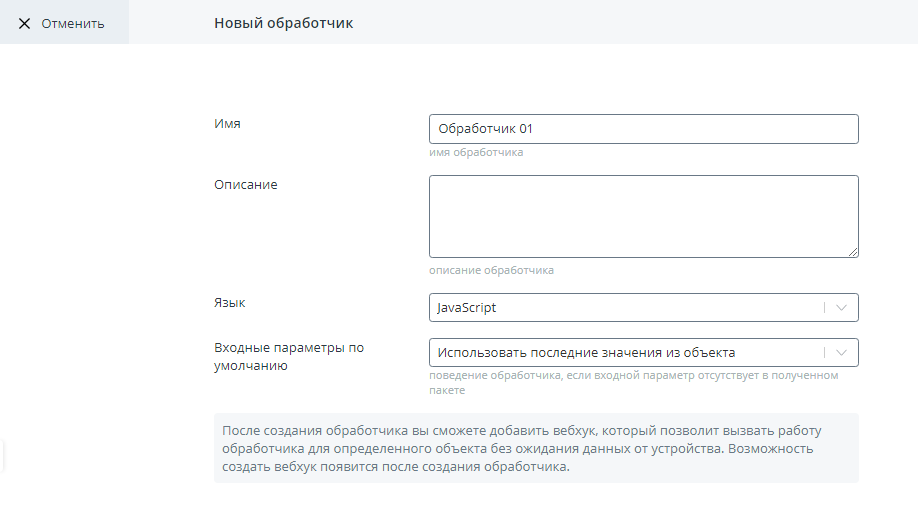 Отменить
Новый обработчик
Имя
Обработчик 01
имя обработчика
Описание
описание обработчика
Язык
JavaScript
Входные параметры по
умолчанию
Использовать последние значения из объекта
поведение обработчика, если входной параметр отсутствует в полученном
пакете
После создания обработчика вы сможете добавить вебхук, который позволит вызвать работу
обработчика для определенного объекта без ожидания данных от устройства. Возможность
создать вебхук появится после создания обработчика.